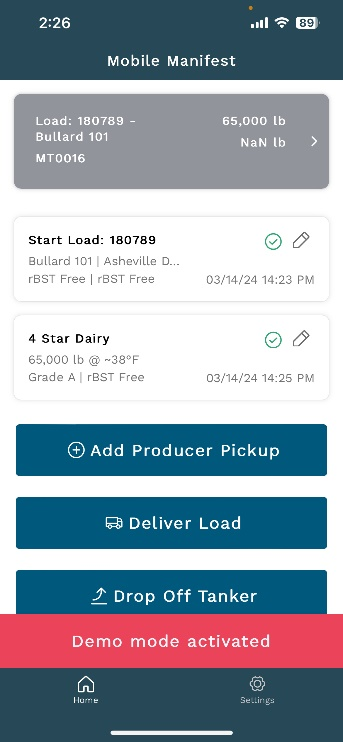 2:26
89
Mobile Manifest
Load: 180789 - 65,000 lb
Bullard 101 NaN lb
MT0016
Start Load: 180789
Bullard 101 | Asheville D...
rBST Free | rBST Free 03/14/24 14:23 PM
4 Star Dairy
65,000 lb @ ~38°F
Grade A | rBST Free 03/14/24 14:25 PM
Add Producer Pickup
Deliver Load
Drop Off Tanker
Demo mode activated
Home Settings